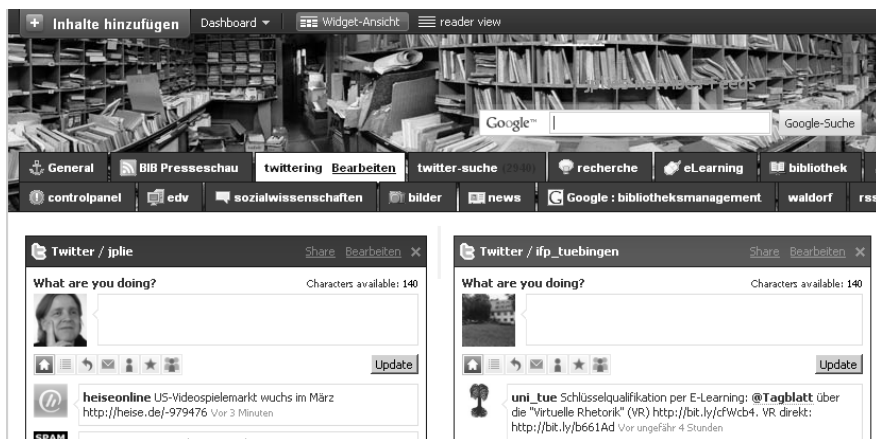 Inhalte hinzufügen Dashboard Widget-Ansicht reader view
Google™ Google-Suche
General BIB Presseschau twittering Bearbeiten twitter-suche (2940) recherche eLearning bibliothek
controlpanel edv sozialwissenschaften bilder news Google : bibliotheksmanagement waldorf rss
Twitter / jplie Share Bearbeiten
What are you doing? Characters available: 140
Update
heiseonline US-Videospielemarkt wuchs im März
http://heise.de/-979476 Vor 3 Minuten
SPAM
Twitter / ifp_tuebingen Share Bearbeiten
What are you doing? Characters available: 140
Update
uni_tue Schlüsselqualifikation per E-Learning: @Tagblatt über
die "Virtuelle Rhetorik" (VR) http://bit.ly/cfWcb4. VR direkt:
http://bit.ly/b661Ad Vor ungefähr 4 Stunden